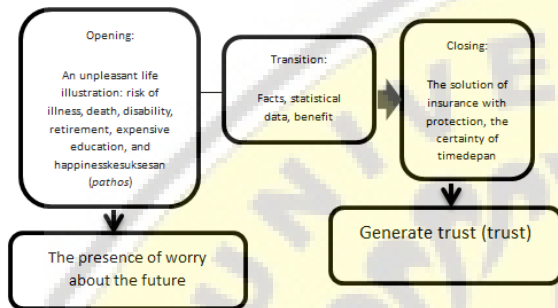 Opening:
An unpleasant life
illustration: risk of
illness, death, disability,
retirement, expensive
education, and
happinesskesuksesan
(pathos)
Transition:
Facts, statistical
data, benefit
Closing:
The solution of
insurance with
protection, the
certainty of
timedepan
The presence of worry
about the future
Generate trust (trust)
UNIVE